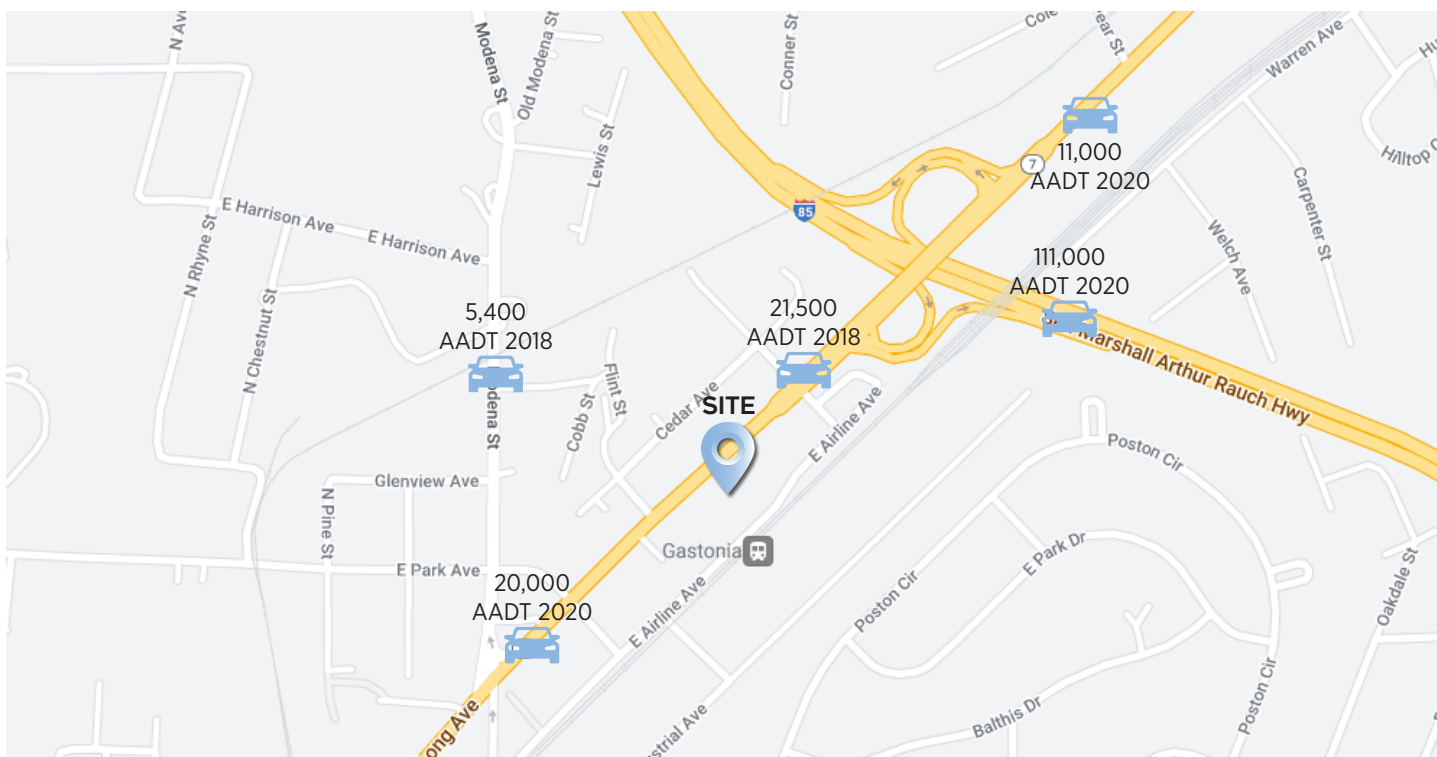 N Ave
Modena St
Old Modena St
Conner St
Warren Ave
Lewis St
7
11,000
AADT 2020
Carpenter St
E Harrison Ave
E Harrison Ave
N Rhyne St
85
Welch Ave
111,000
AADT 2020
N Chestnut St
5,400
AADT 2018
21,500
AADT 2018
Marshall Arthur Rauch Hwy
Flint St
Cobb St
Cedar Ave
SITE
E Airline Ave
Modena St
Poston Cir
Glenview Ave
N Pine St
Gastonia
E Park Dr
E Park Ave
20,000
AADT 2020
E Airline Ave
Poston Cir
Oakdale St
Poston Cir
Balthis Dr
ong Ave
strial Ave